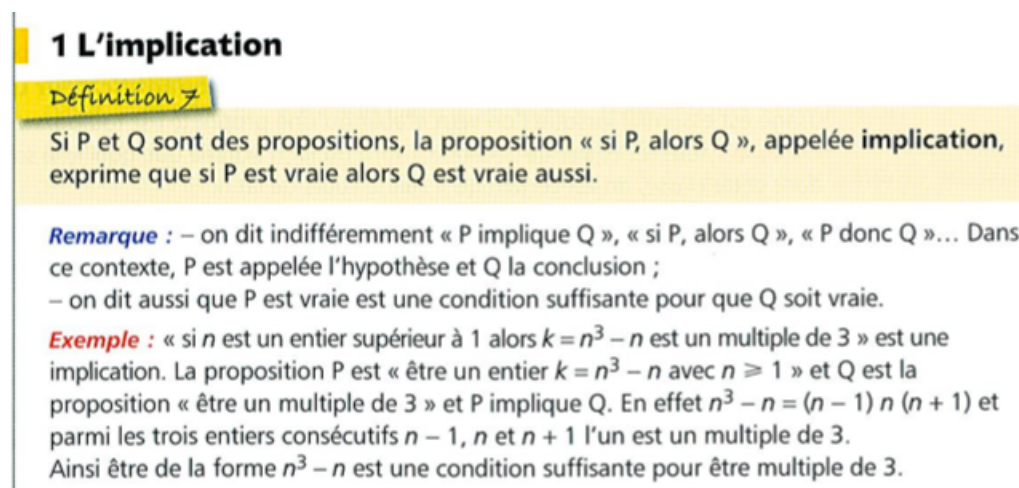 1 L'implication
Définition 7
Si P et Q sont des propositions, la proposition « si P, alors Q », appelée implication,
exprime que si P est vraie alors Q est vraie aussi.
Remarque : – on dit indifféremment « P implique Q », « si P, alors Q », « P donc Q »... Dans
ce contexte, P est appelée l'hypothèse et Q la conclusion ;
– on dit aussi que P est vraie est une condition suffisante pour que Q soit vraie.
Exemple : « si n est un entier supérieur à 1 alors k = n³ – n est un multiple de 3 » est une
implication. La proposition P est « être un entier k = n³ – n avec n ⩾ 1 » et Q est la
proposition « être un multiple de 3 » et P implique Q. En effet n³ – n = (n – 1) n (n + 1) et
parmi les trois entiers consécutifs n – 1, n et n + 1 l'un est un multiple de 3.
Ainsi être de la forme n³ – n est une condition suffisante pour être multiple de 3.